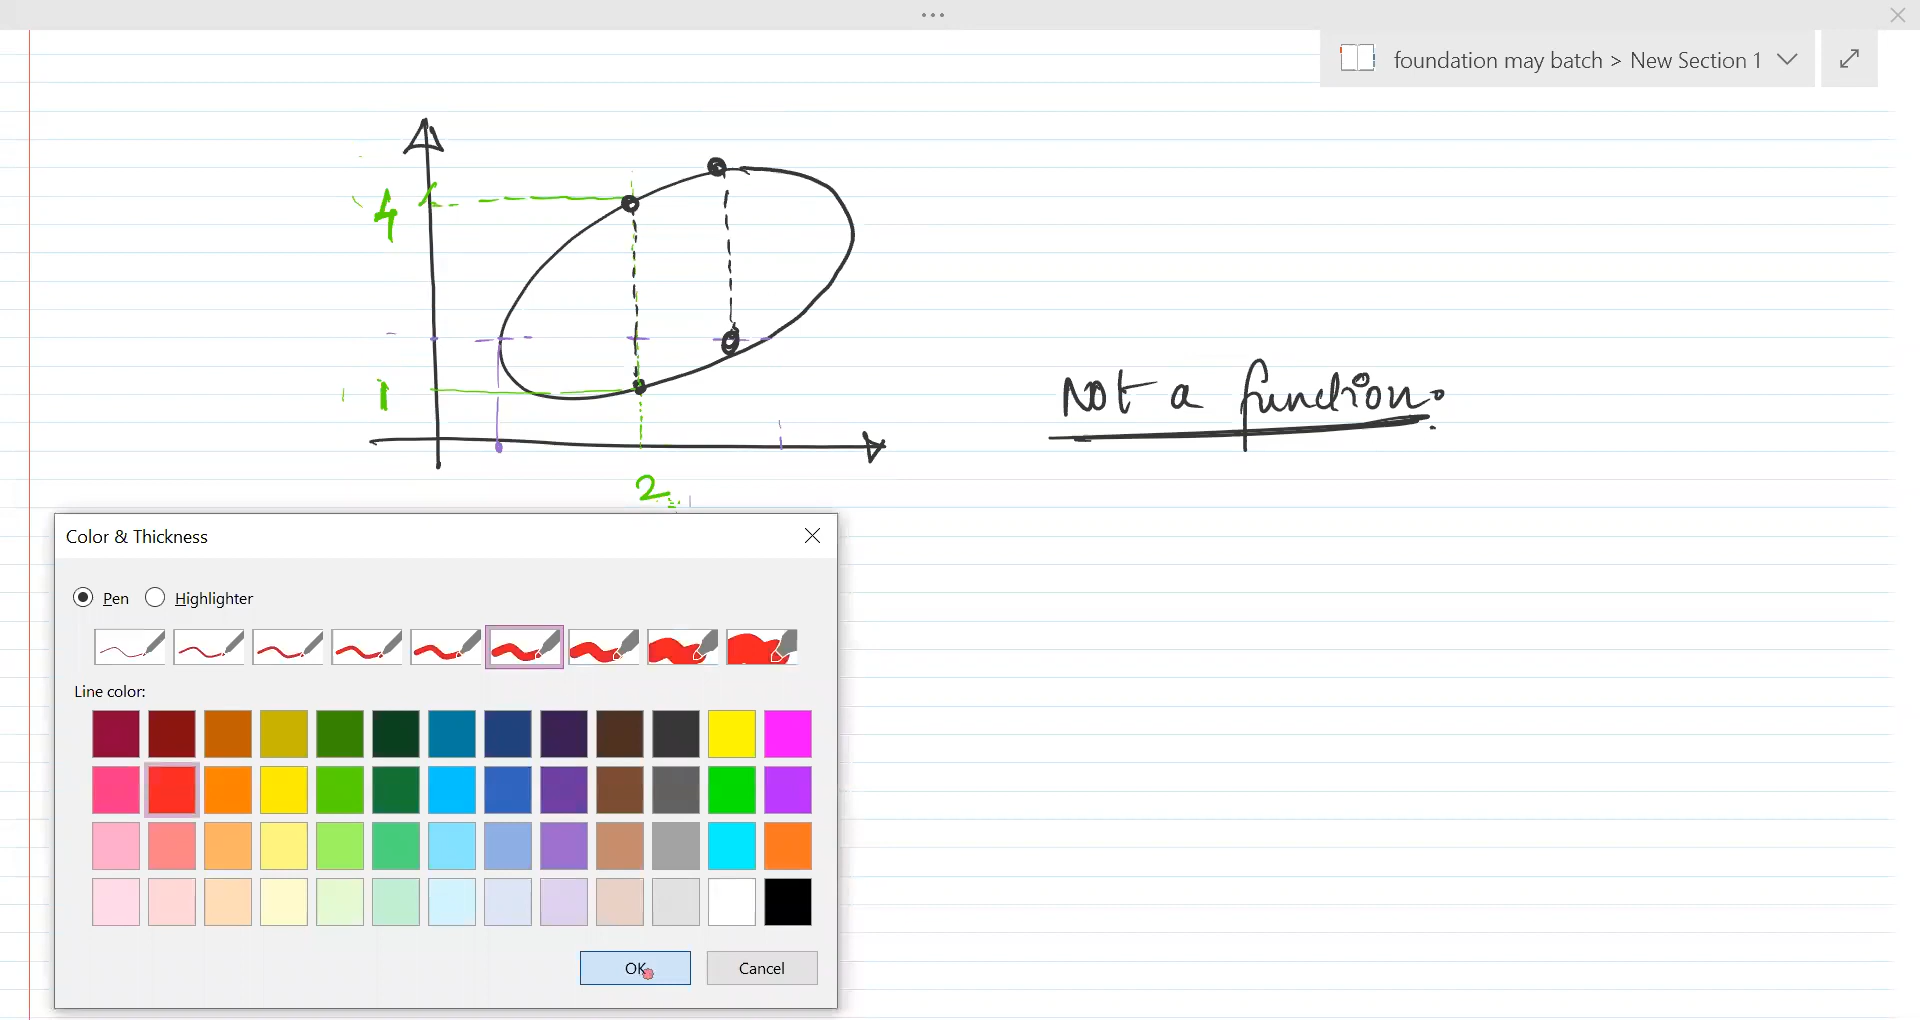 foundation may batch > New Section 1
4
1
Not a function.
2
Color & Thickness
Pen Highlighter
Line color:
OK Cancel